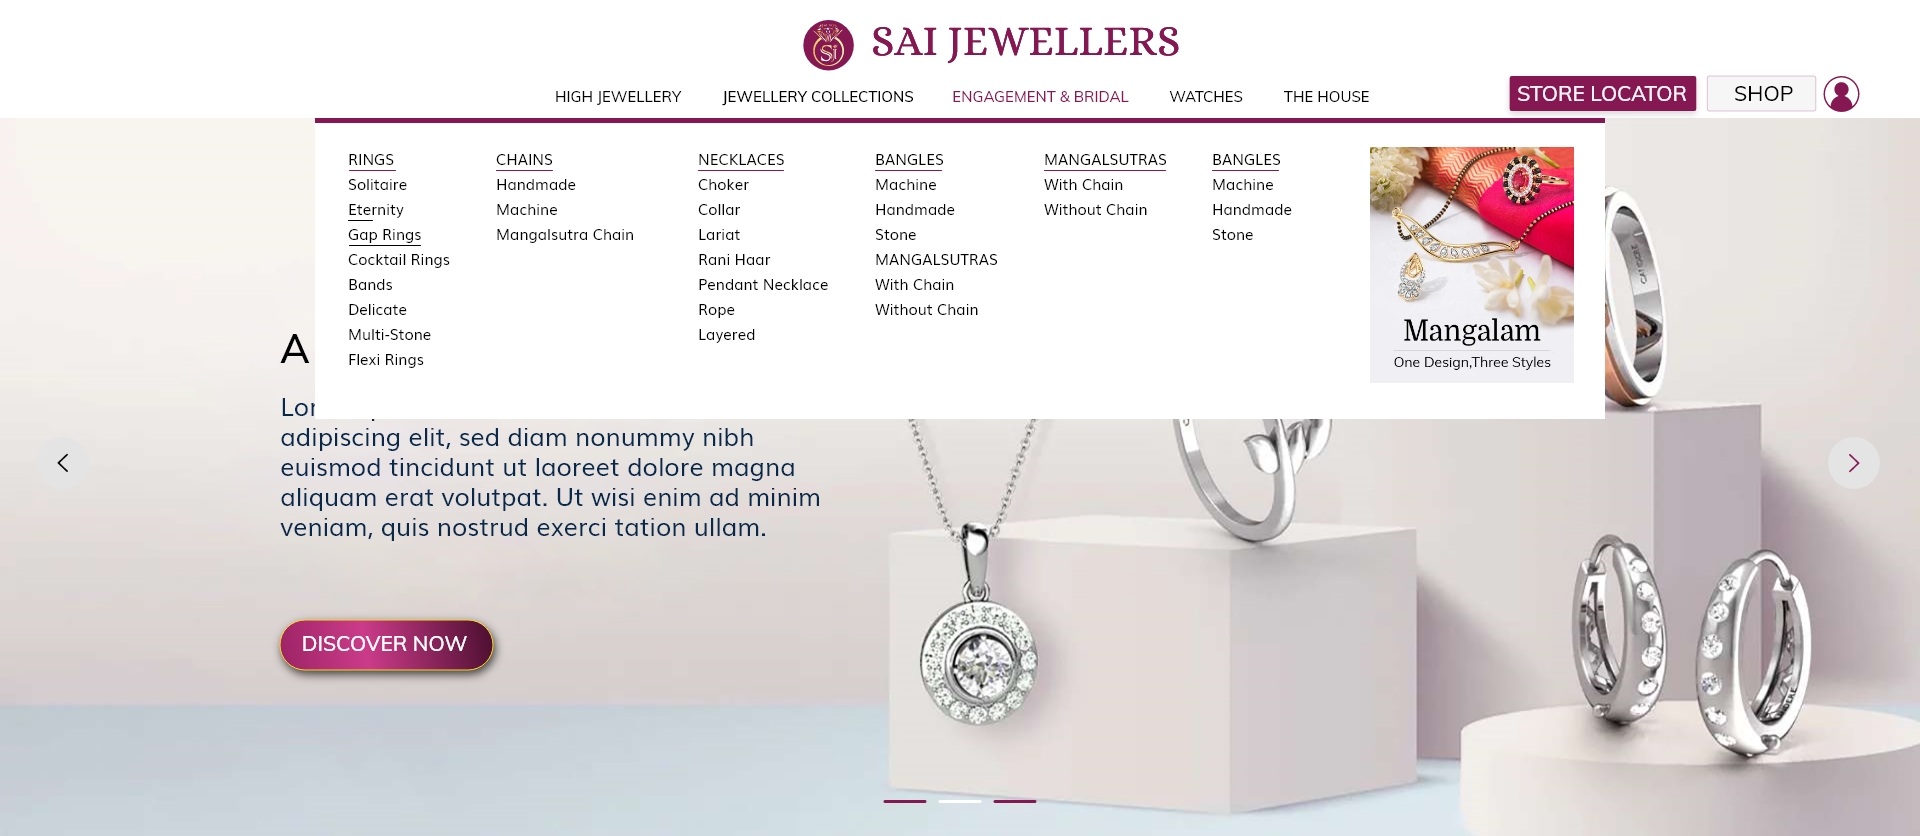 Sj
SAI JEWELLERS
HIGH JEWELLERY
JEWELLERY COLLECTIONS
ENGAGEMENT & BRIDAL
WATCHES
THE HOUSE
STORE LOCATOR
SHOP
RINGS
Solitaire
Eternity
Gap Rings
Cocktail Rings
Bands
Delicate
Multi-Stone
Flexi Rings
CHAINS
Handmade
Machine
Mangalsutra Chain
NECKLACES
Choker
Collar
Lariat
Rani Haar
Pendant Necklace
Rope
Layered
BANGLES
Machine
Handmade
Stone
MANGALSUTRAS
With Chain
Without Chain
MANGALSUTRAS
With Chain
Without Chain
BANGLES
Machine
Handmade
Stone
Mangalam
One Design,Three Styles
A
Lor
adipiscing elit, sed diam nonummy nibh
euismod tincidunt ut laoreet dolore magna
aliquam erat volutpat. Ut wisi enim ad minim
veniam, quis nostrud exerci tation ullam.
DISCOVER NOW